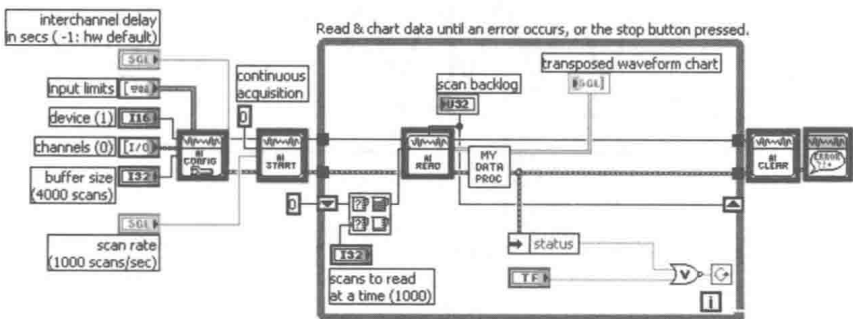 interchannel delay
in secs ( -1: hw default)
SGL
input limits
device (1)
I16
channels (0)
I/O
buffer size
(4000 scans)
I32
scan rate
(1000 scans/sec)
SGL
AI
CONFIG
continuous
acquisition
0
AI
START
Read & chart data until an error occurs, or the stop button pressed.
transposed waveform chart
SGL
scan backlog
U32
AI
READ
MY
DATA
PROC
0
I32
scans to read
at a time (1000)
status
TF
V
i
AI
CLEAR
ERROR
?!